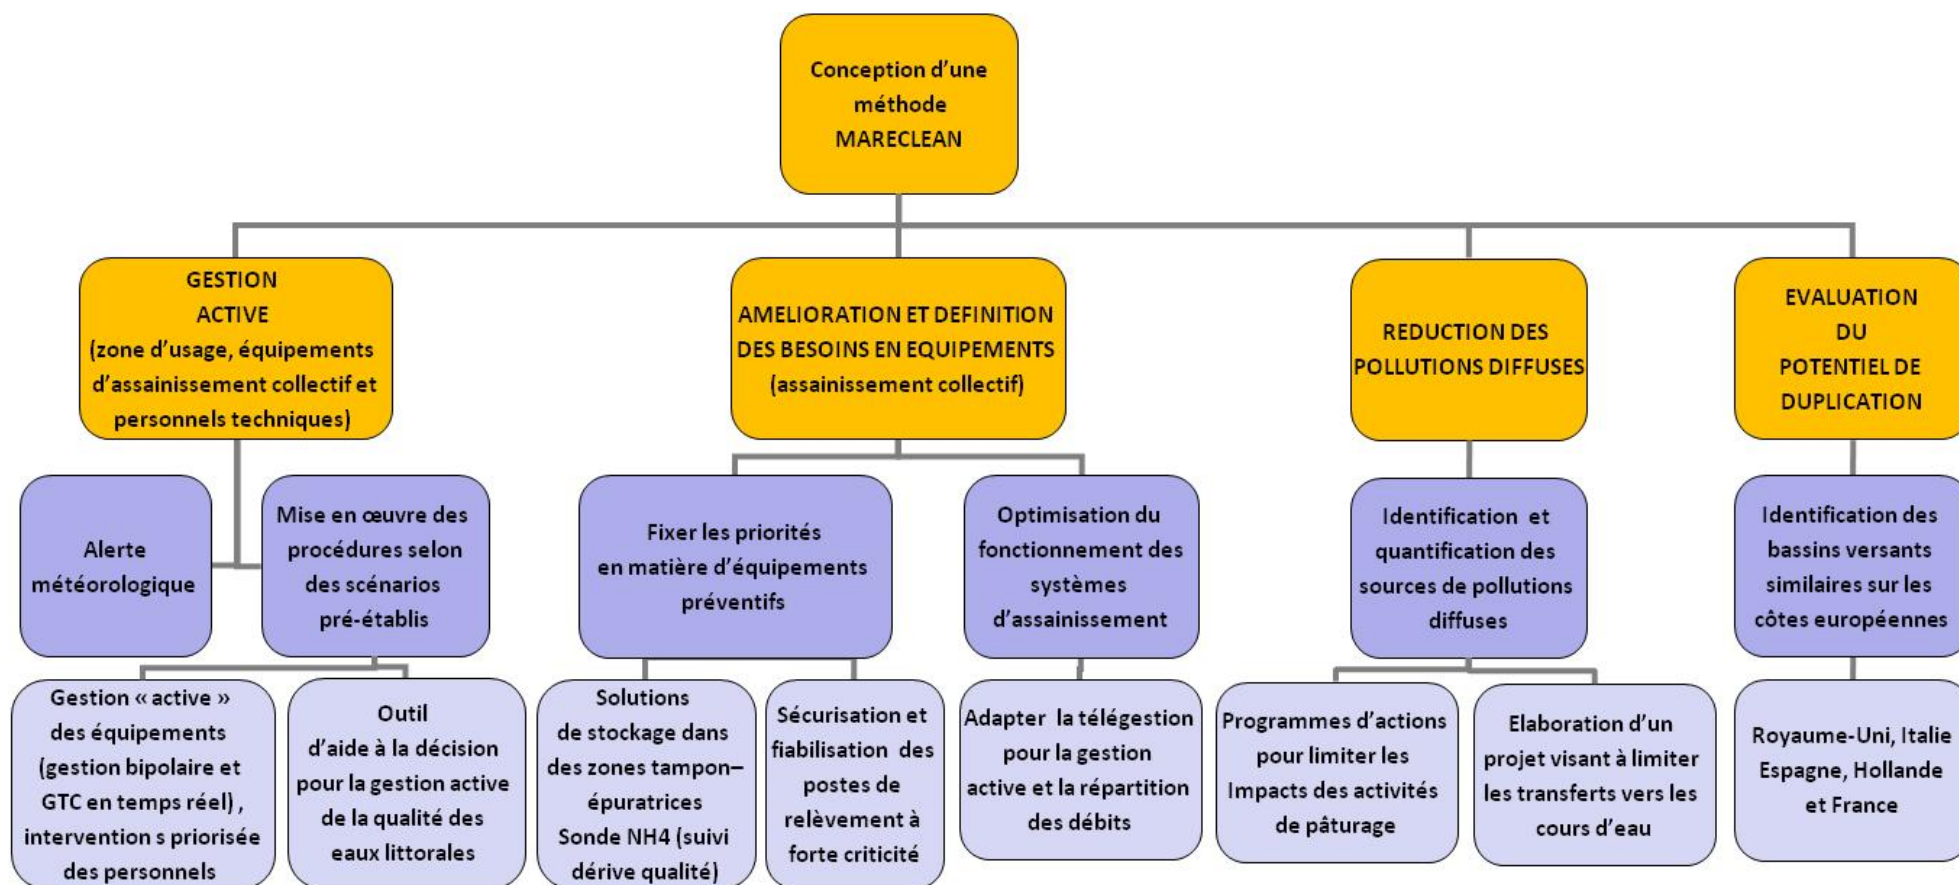 Conception d’une
méthode
MARECLEAN
GESTION
ACTIVE
(zone d’usage, équipements
d’assainissement collectif et
personnels techniques)
AMELIORATION ET DEFINITION
DES BESOINS EN EQUIPEMENTS
(assainissement collectif)
REDUCTION DES
POLLUTIONS DIFFUSES
EVALUATION
DU
POTENTIEL DE
DUPLICATION
Alerte
météorologique
Mise en œuvre des
procédures selon
des scénarios
pré-établis
Fixer les priorités
en matière d’équipements
préventifs
Optimisation du
fonctionnement des
systèmes
d’assainissement
Identification et
quantification des
sources de pollutions
diffuses
Identification des
bassins versants
similaires sur les
côtes européennes
Gestion « active »
des équipements
(gestion bipolaire et
GTC en temps réel) ,
intervention s priorisée
des personnels
Outil
d’aide à la décision
pour la gestion active
de la qualité des
eaux littorales
Solutions
de stockage dans
des zones tampon–
épuratrices
Sonde NH4 (suivi
dérive qualité)
Sécurisation et
fiabilisation des
postes de
relèvement à
forte criticité
Adapter la télégestion
pour la gestion
active et la répartition
des débits
Programmes d’actions
pour limiter les
Impacts des activités
de pâturage
Elaboration d’un
projet visant à limiter
les transferts vers les
cours d’eau
Royaume-Uni, Italie
Espagne, Hollande
et France